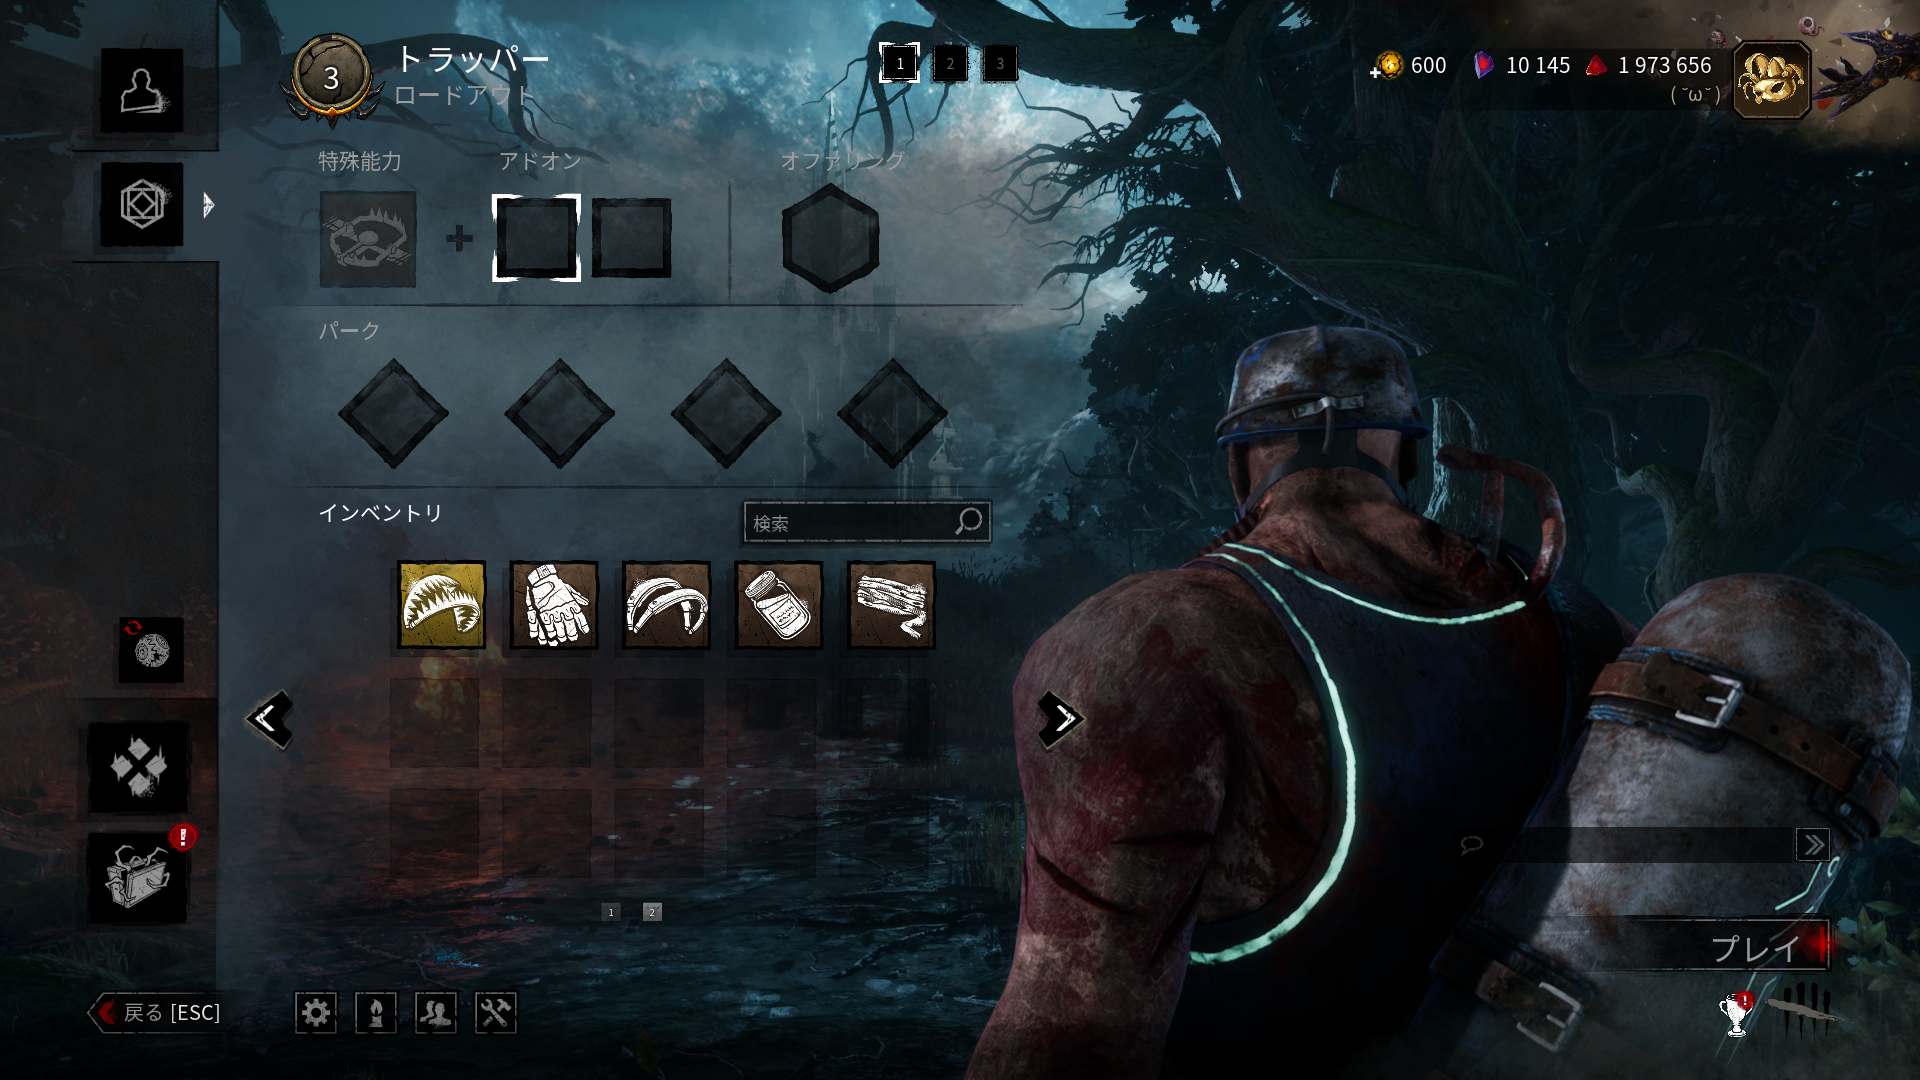 3
トラッパー
ロードアウト
1 2 3
600 10 145 1 973 656
( ˘ω˘ )
特殊能力 アドオン オファリング
パーク
インベントリ
検索
1 2
プレイ
戻る [ESC]